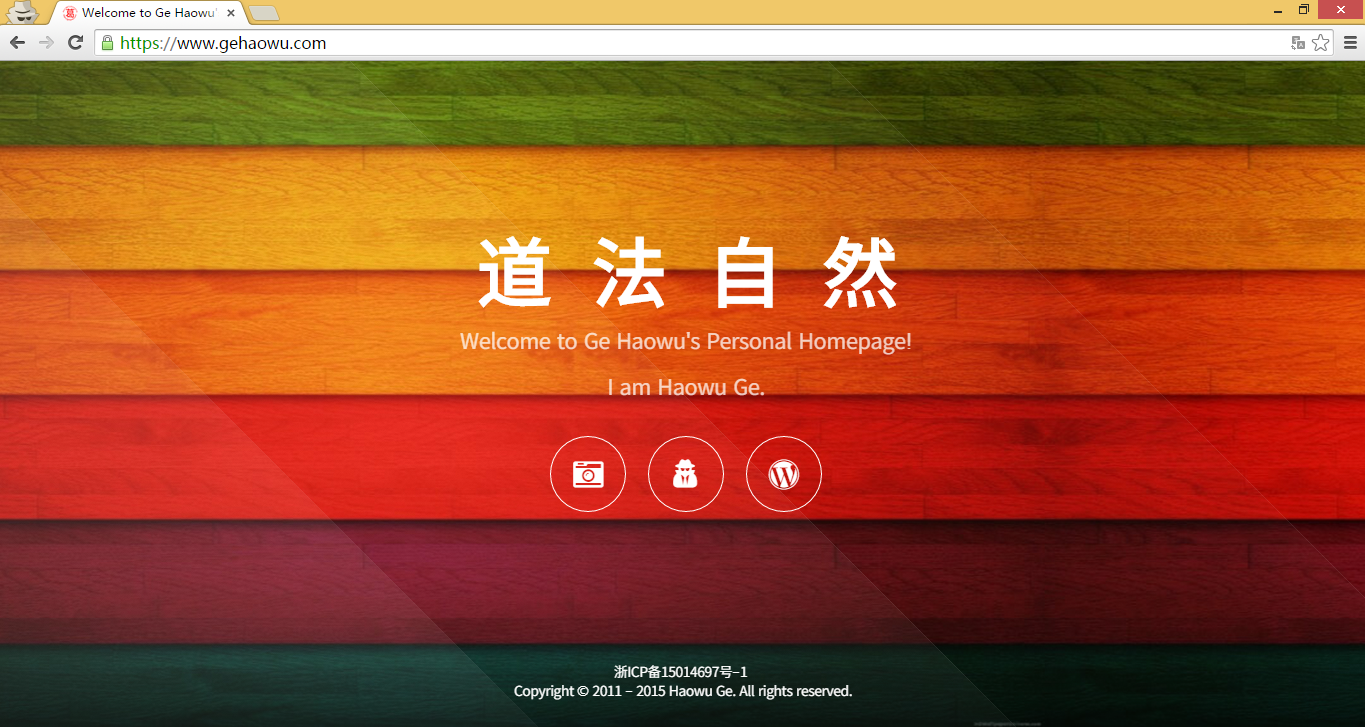 Welcome to Ge Haowu'
https://www.gehaowu.com
道法自然
Welcome to Ge Haowu's Personal Homepage!
I am Haowu Ge.
浙ICP备15014697号-1
Copyright © 2011 – 2015 Haowu Ge. All rights reserved.